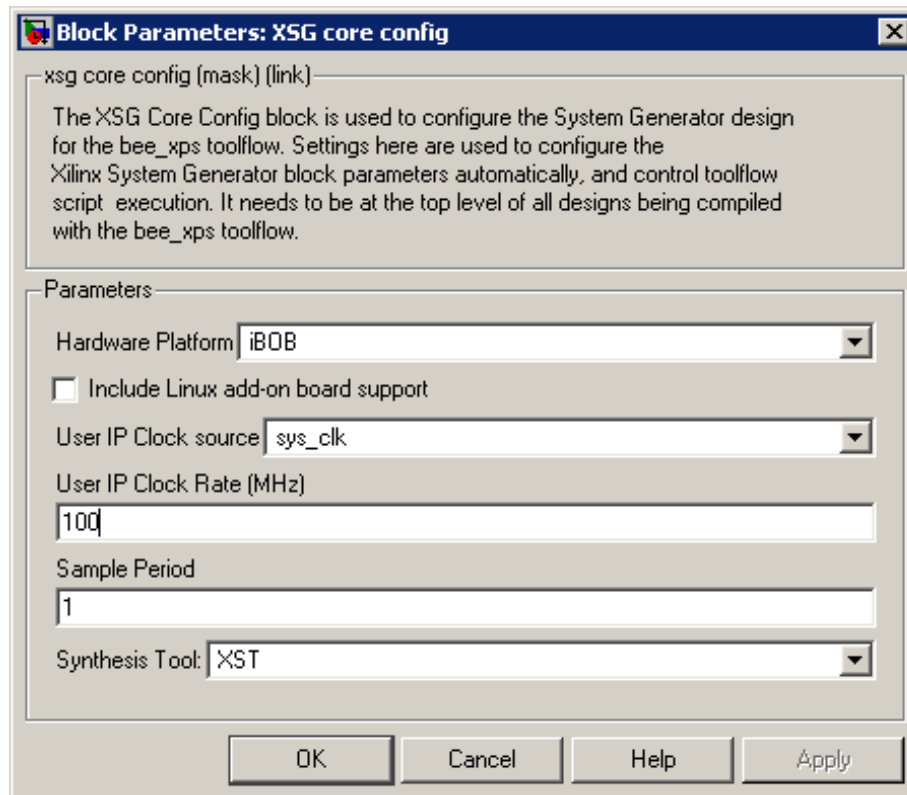 Block Parameters: XSG core config
xsg core config (mask) (link)
The XSG Core Config block is used to configure the System Generator design
for the bee_xps toolflow. Settings here are used to configure the
Xilinx System Generator block parameters automatically, and control toolflow
script execution. It needs to be at the top level of all designs being compiled
with the bee_xps toolflow.
Parameters
Hardware Platform iBOB
Include Linux add-on board support
User IP Clock source sys_clk
User IP Clock Rate (MHz)
100
Sample Period
1
Synthesis Tool: XST
OK Cancel Help Apply